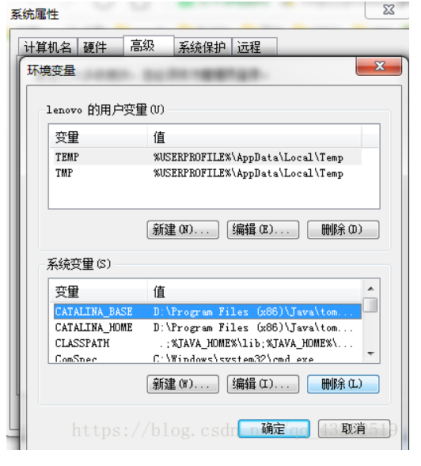 系统属性
计算机名 硬件 高级 系统保护 远程
环境变量
lenovo 的用户变量(U)
变量 值
TEMP %USERPROFILE%\AppData\Local\Temp
TMP %USERPROFILE%\AppData\Local\Temp
新建(N)... 编辑(E)... 删除(D)
系统变量(S)
变量 值
CATALINA_BASE D:\Program Files (x86)\Java\tom...
CATALINA_HOME D:\Program Files (x86)\Java\tom...
CLASSPATH .;%JAVA_HOME%\lib;%JAVA_HOME%\...
ComSpec C:\Windows\system32\cmd.exe
新建(W)... 编辑(I)... 删除(L)
确定 取消
https://blog.csdn